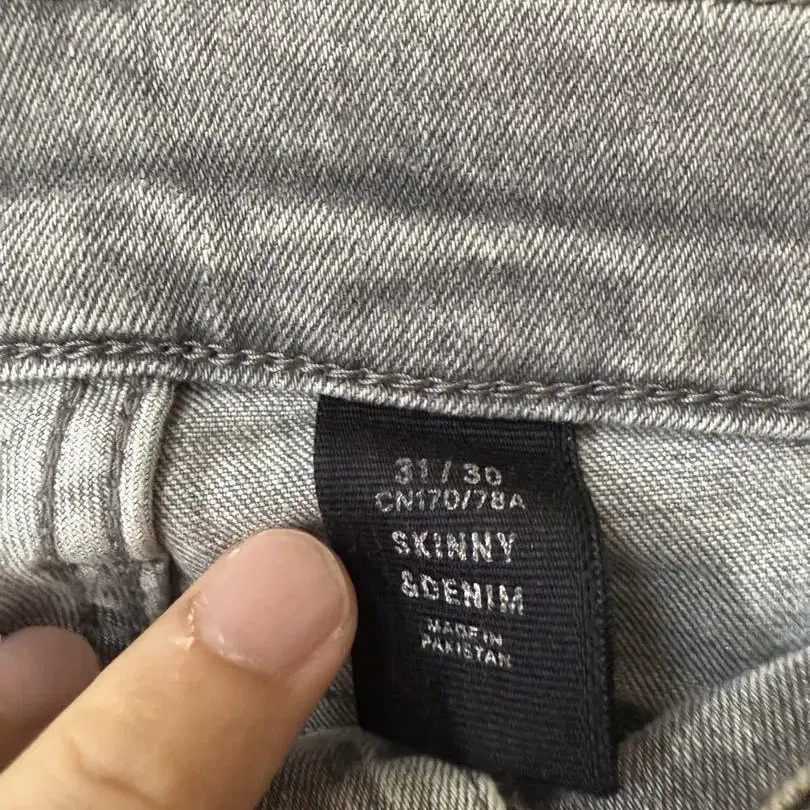 31/30
CN170/78A
SKINNY
&DENIM
MADE IN
PAKISTAN